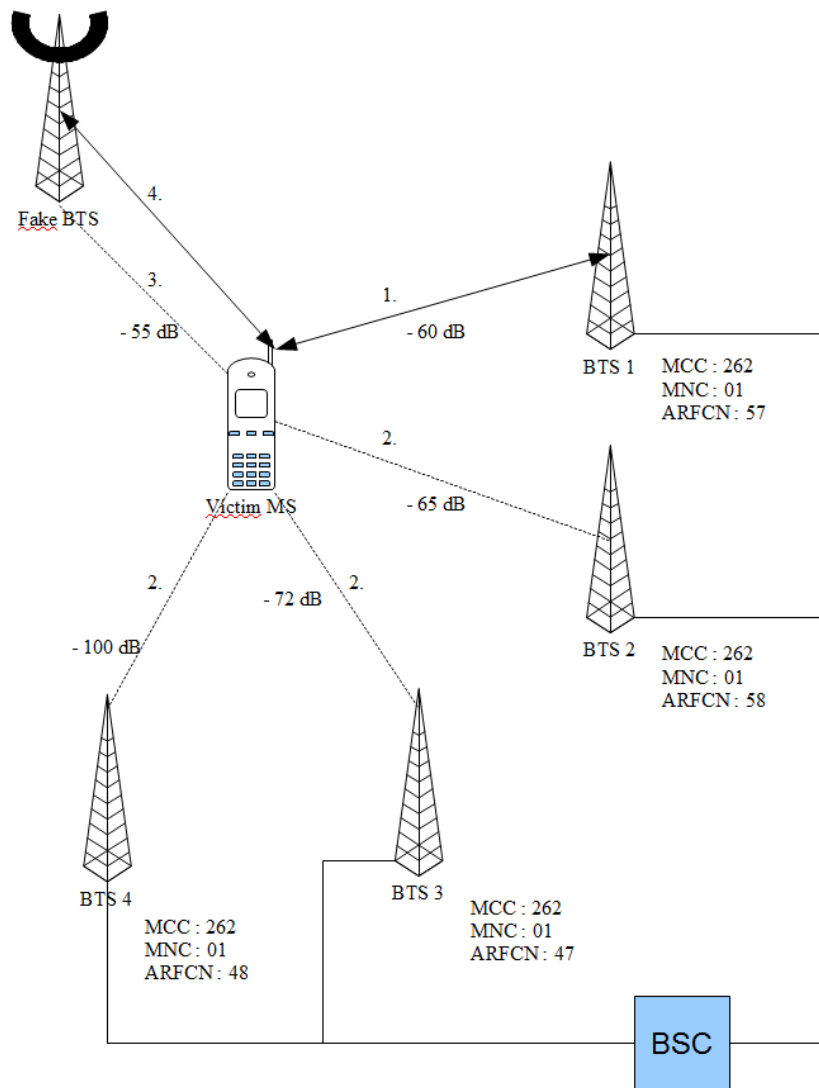 4.
Fake BTS
3.
1.
- 55 dB
- 60 dB
BTS 1
MCC : 262
MNC : 01
ARFCN : 57
2.
Victim MS
- 65 dB
2.
2.
- 72 dB
- 100 dB
BTS 2
MCC : 262
MNC : 01
ARFCN : 58
BTS 4
BTS 3
MCC : 262
MNC : 01
ARFCN : 48
MCC : 262
MNC : 01
ARFCN : 47
BSC